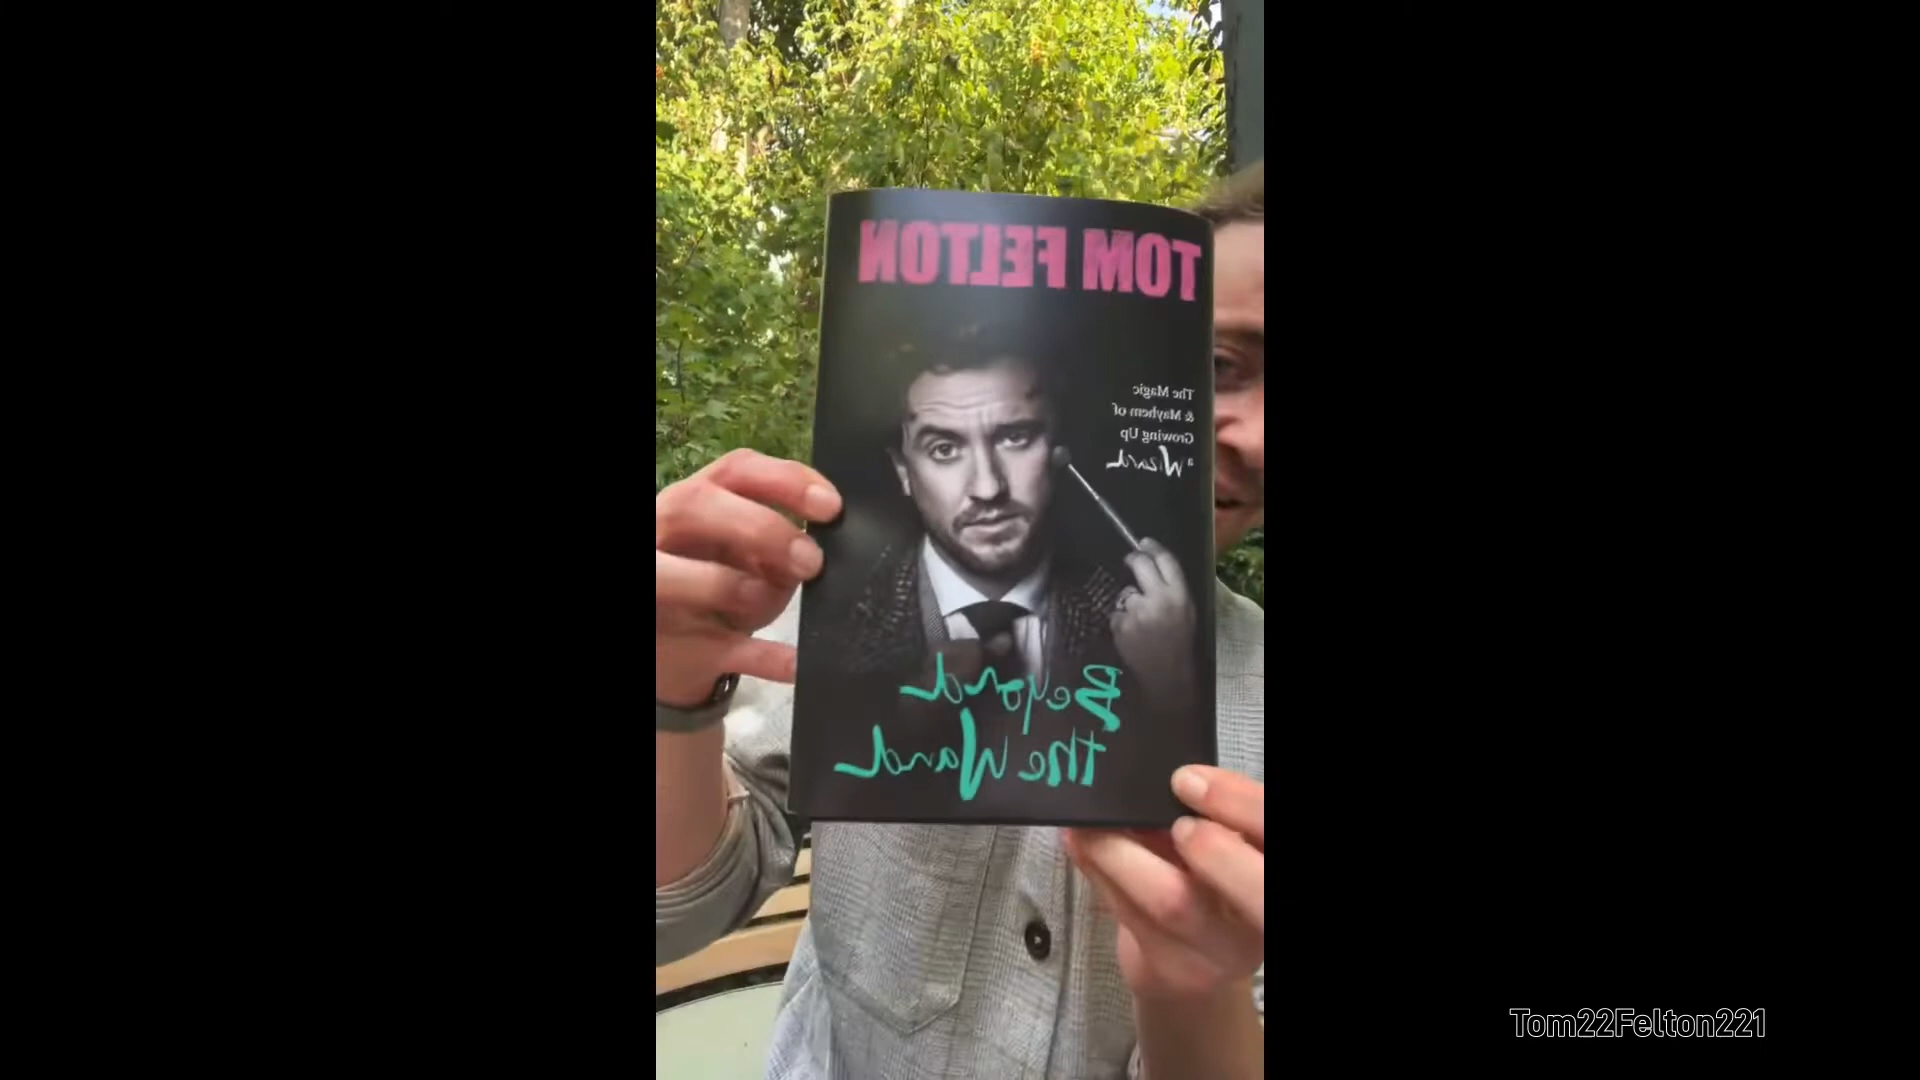 TOM FELTON
The Magic
& Mayhem of
Growing Up
a Wizard
Beyond
the Wand
Tom22Felton221